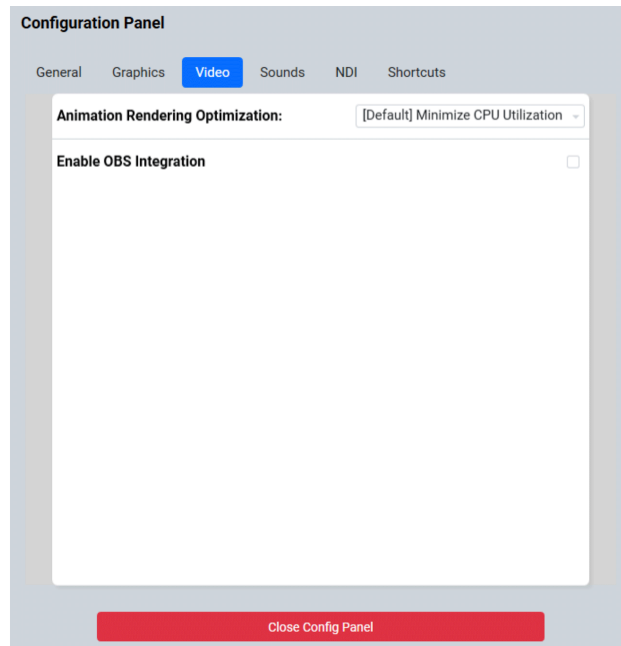 Configuration Panel
General Graphics Video Sounds NDI Shortcuts
Animation Rendering Optimization: [Default] Minimize CPU Utilization
Enable OBS Integration
Close Config Panel